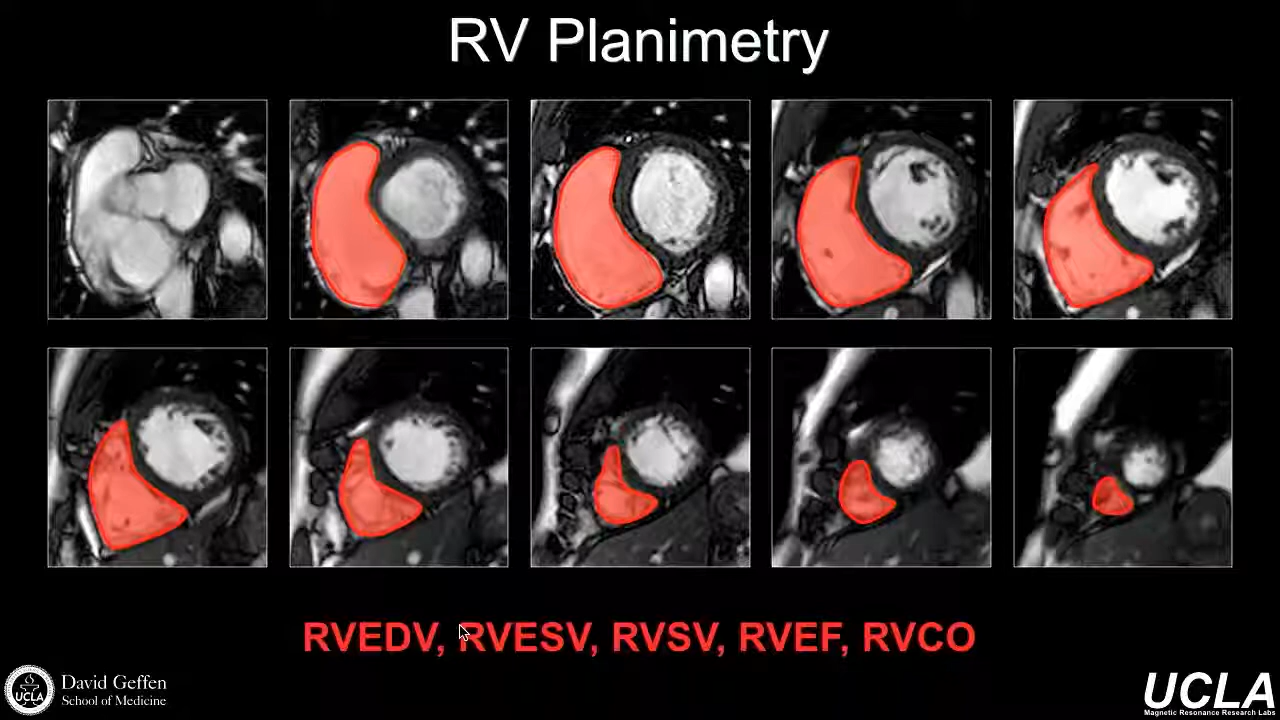 RV Planimetry
RVEDV, RVESV, RVSV, RVEF, RVCO
UCLA
David Geffen
School of Medicine
UCLA
Magnetic Resonance Research Labs